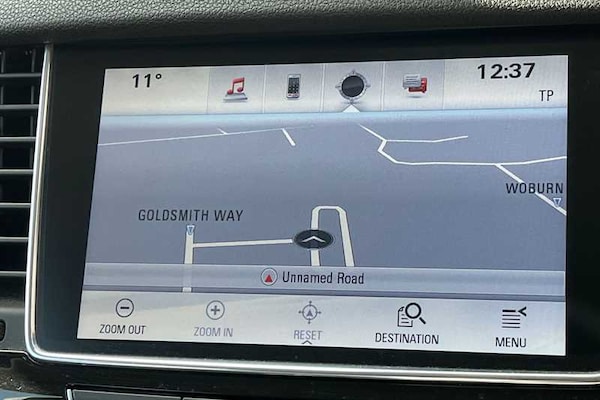 11°
12:37
TP
WOBURN
GOLDSMITH WAY
Unnamed Road
ZOOM OUT
ZOOM IN
RESET
DESTINATION
MENU